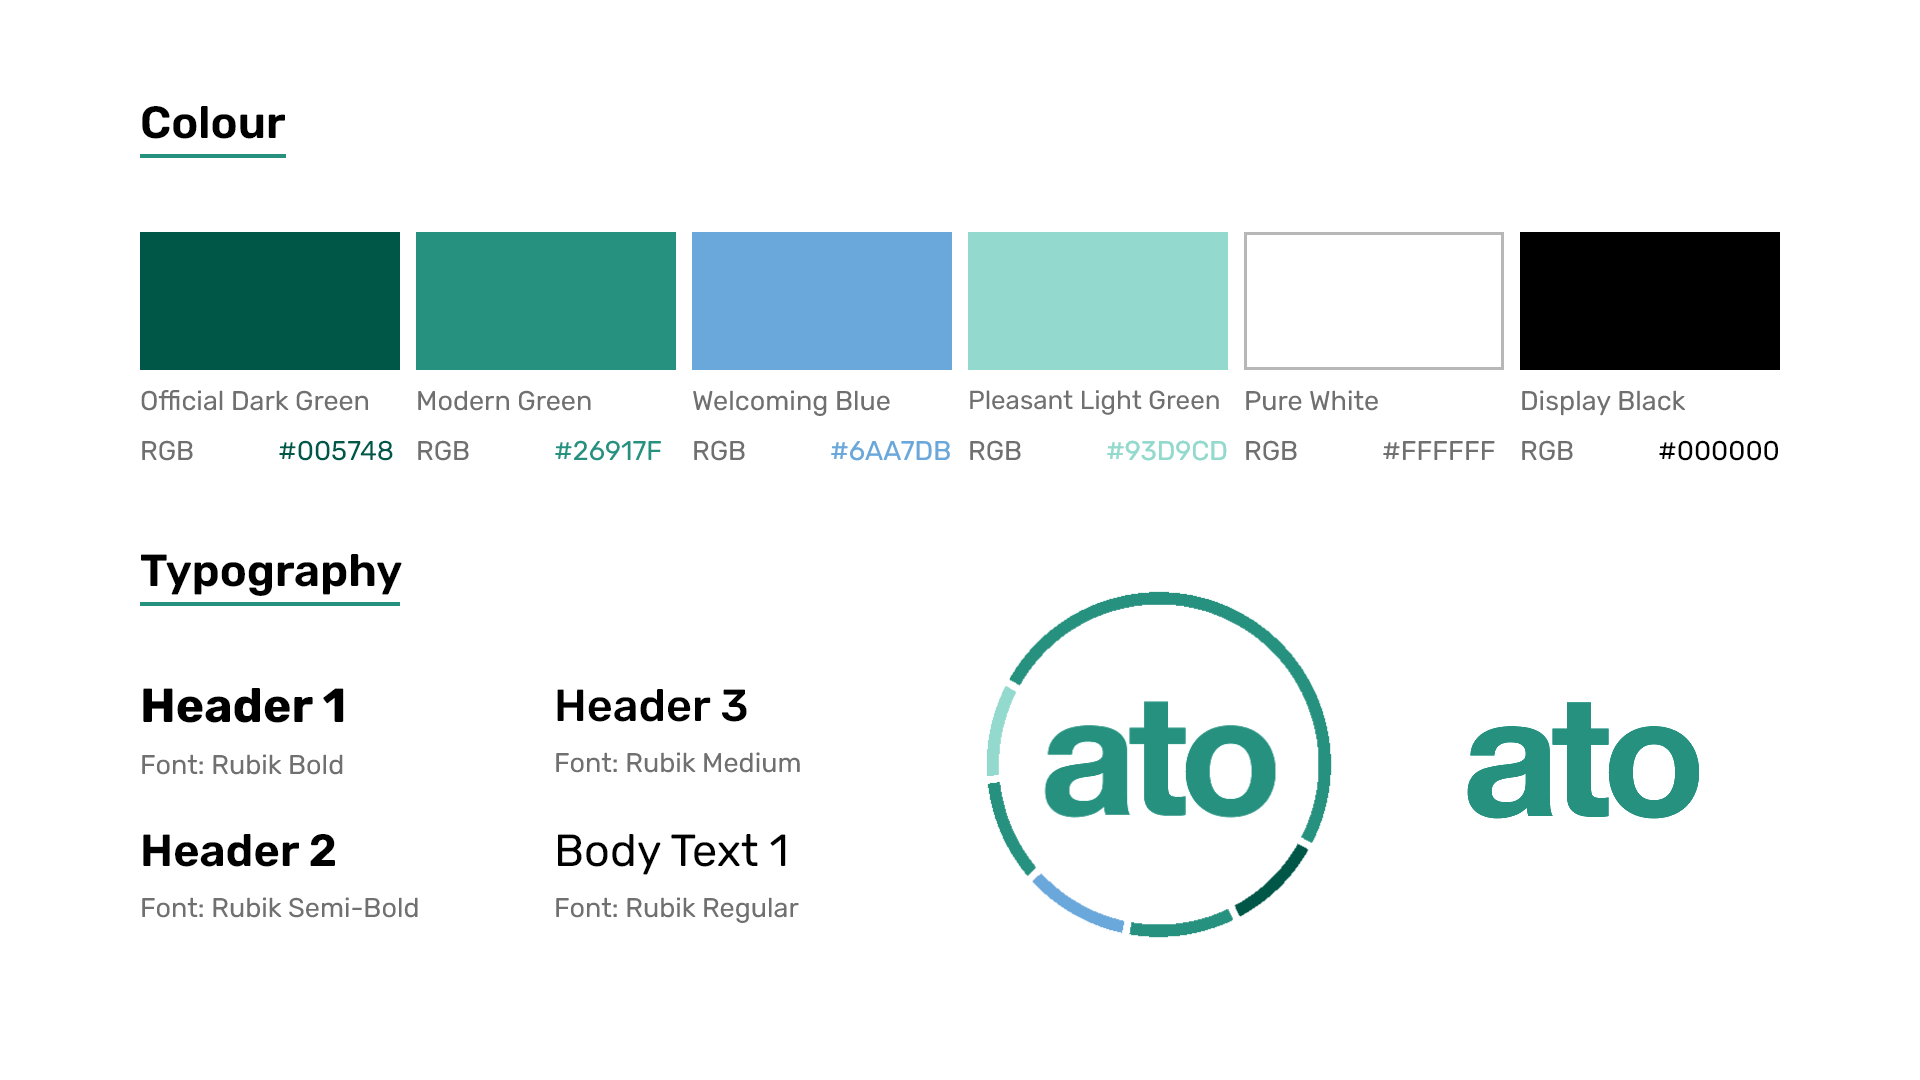 Colour
Official Dark Green
RGB #005748
Modern Green
RGB #26917F
Welcoming Blue
RGB #6AA7DB
Pleasant Light Green
RGB #93D9CD
Pure White
RGB #FFFFFF
Display Black
RGB #000000
Typography
Header 1
Font: Rubik Bold
Header 2
Font: Rubik Semi-Bold
Header 3
Font: Rubik Medium
Body Text 1
Font: Rubik Regular
ato
ato